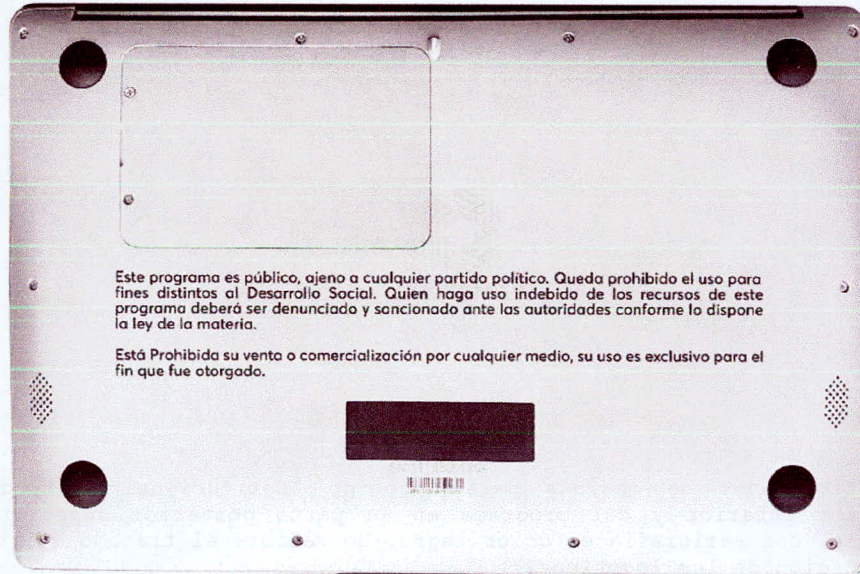 Este programa es público, ajeno a cualquier partido político. Queda prohibido el uso para
fines distintos al Desarrollo Social. Quien haga uso indebido de los recursos de este
programa deberá ser denunciado y sancionado ante las autoridades conforme lo dispone
la ley de la materia.
Está Prohibida su venta o comercialización por cualquier medio, su uso es exclusivo para el
fin que fue otorgado.